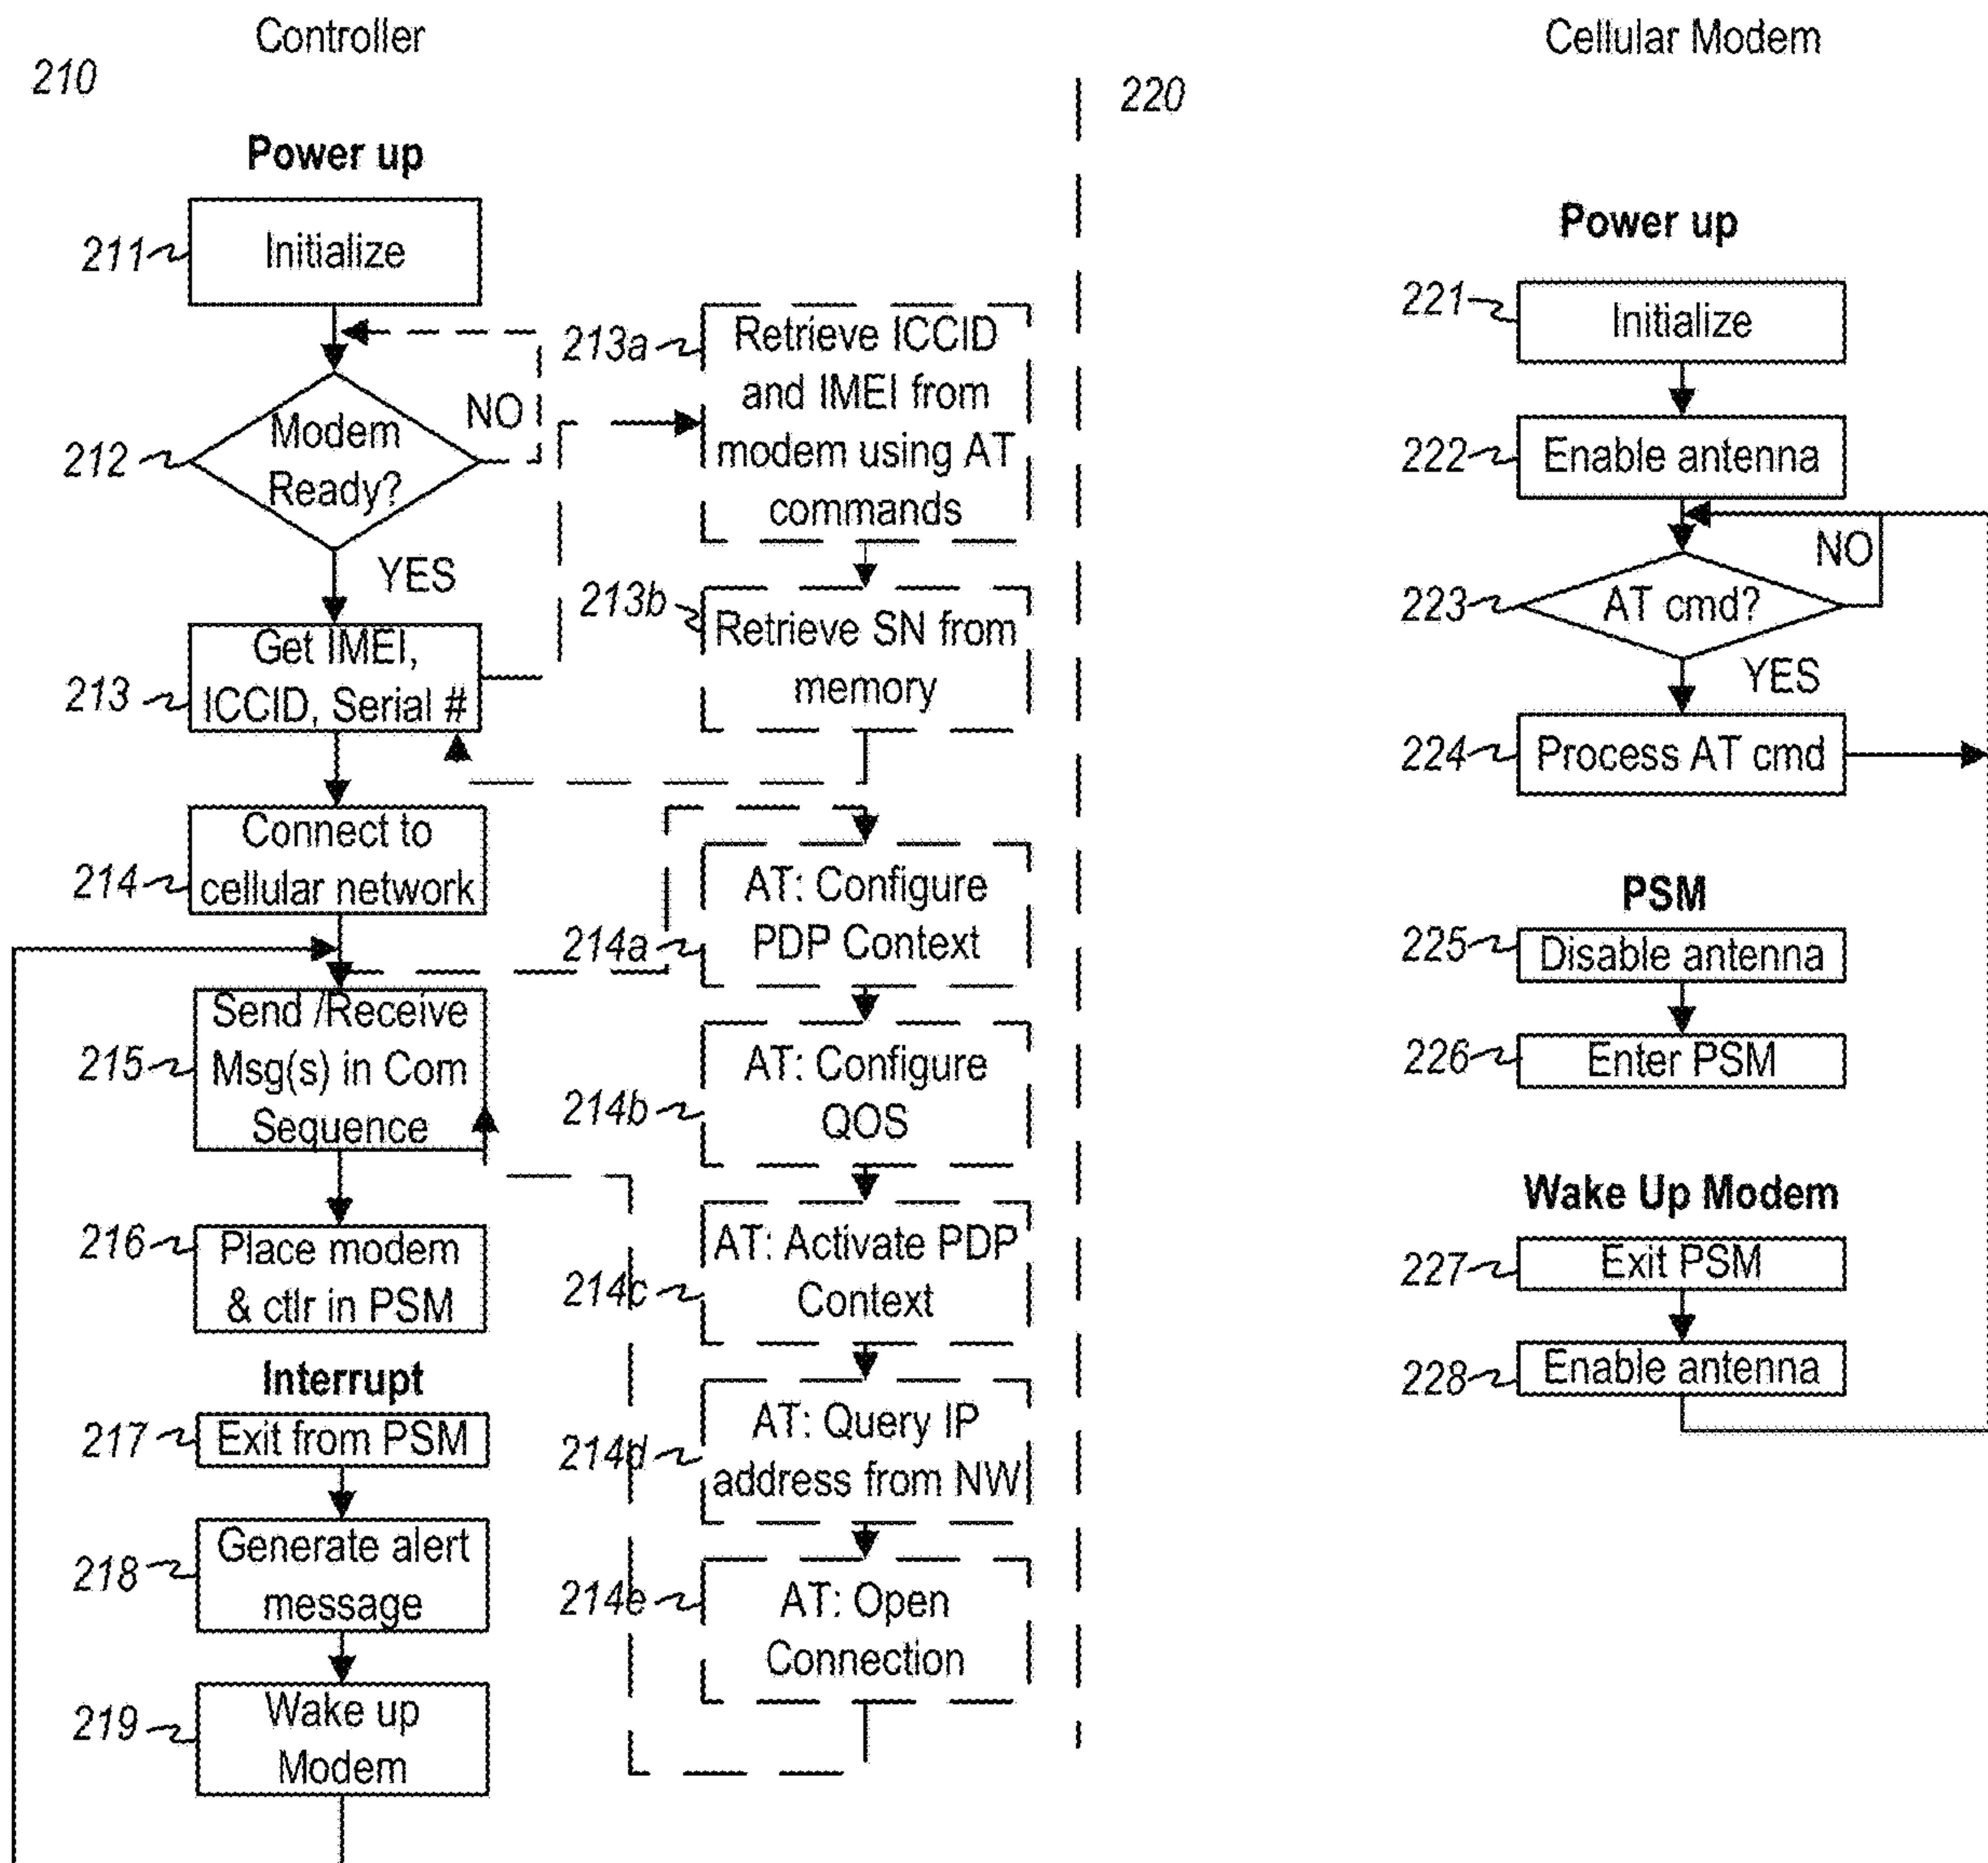 Controller
210
Power up
211
Initialize
212
Modem
Ready?
NO
YES
213
Get IMEI,
ICCID, Serial #
213a
Retrieve ICCID
and IMEI from
modem using AT
commands
213b
Retrieve SN from
memory
214
Connect to
cellular network
214a
AT: Configure
PDP Context
214b
AT: Configure
QOS
214c
AT: Activate PDP
Context
214d
AT: Query IP
address from NW
214e
AT: Open
Connection
215
Send /Receive
Msg(s) in Com
Sequence
216
Place modem
& ctlr in PSM
Interrupt
217
Exit from PSM
218
Generate alert
message
219
Wake up
Modem
Cellular Modem
220
Power up
221
Initialize
222
Enable antenna
223
AT cmd?
NO
YES
224
Process AT cmd
PSM
225
Disable antenna
226
Enter PSM
Wake Up Modem
227
Exit PSM
228
Enable antenna